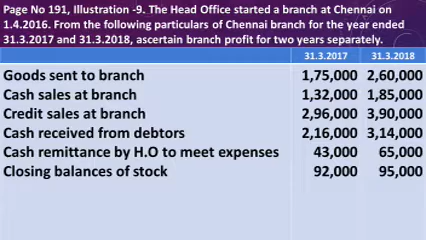 Page No 191, Illustration -9. The Head Office started a branch at Chennai on
1.4.2016. From the following particulars of Chennai branch for the year ended
31.3.2017 and 31.3.2018, ascertain branch profit for two years separately.
31.3.2017 31.3.2018
Goods sent to branch 1,75,000 2,60,000
Cash sales at branch 1,32,000 1,85,000
Credit sales at branch 2,96,000 3,90,000
Cash received from debtors 2,16,000 3,14,000
Cash remittance by H.O to meet expenses 43,000 65,000
Closing balances of stock 92,000 95,000